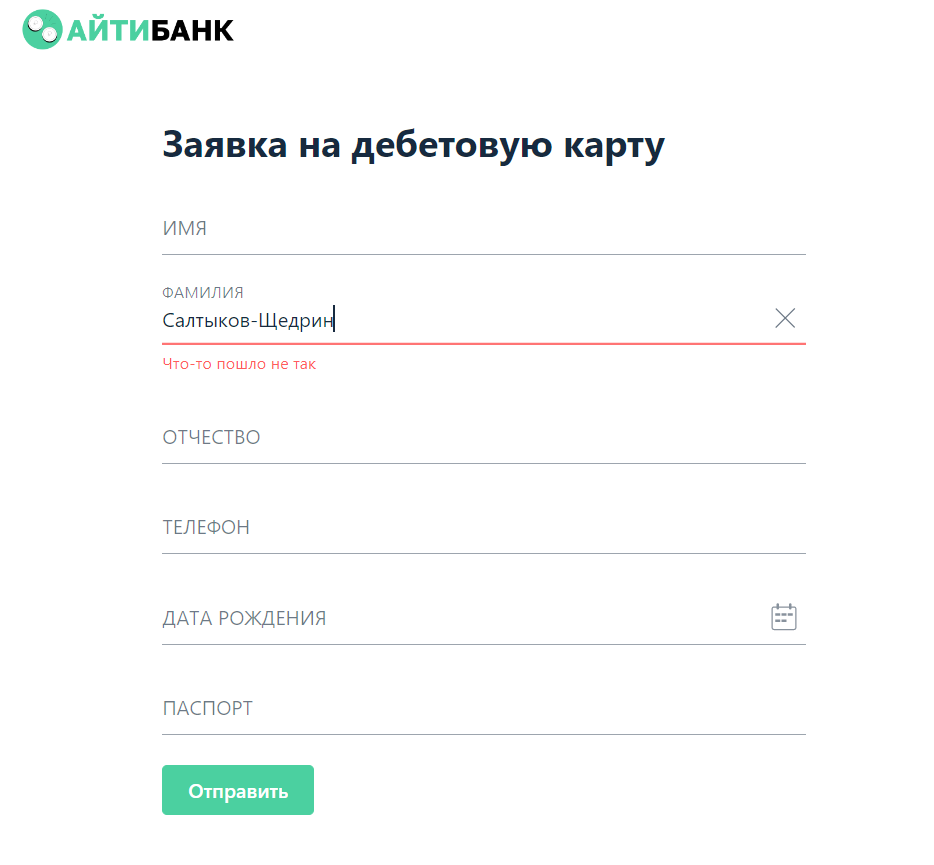 АЙТИБАНК
Заявка на дебетовую карту
ИМЯ
ФАМИЛИЯ
Салтыков-Щедрин
Что-то пошло не так
ОТЧЕСТВО
ТЕЛЕФОН
ДАТА РОЖДЕНИЯ
ПАСПОРТ
Отправить